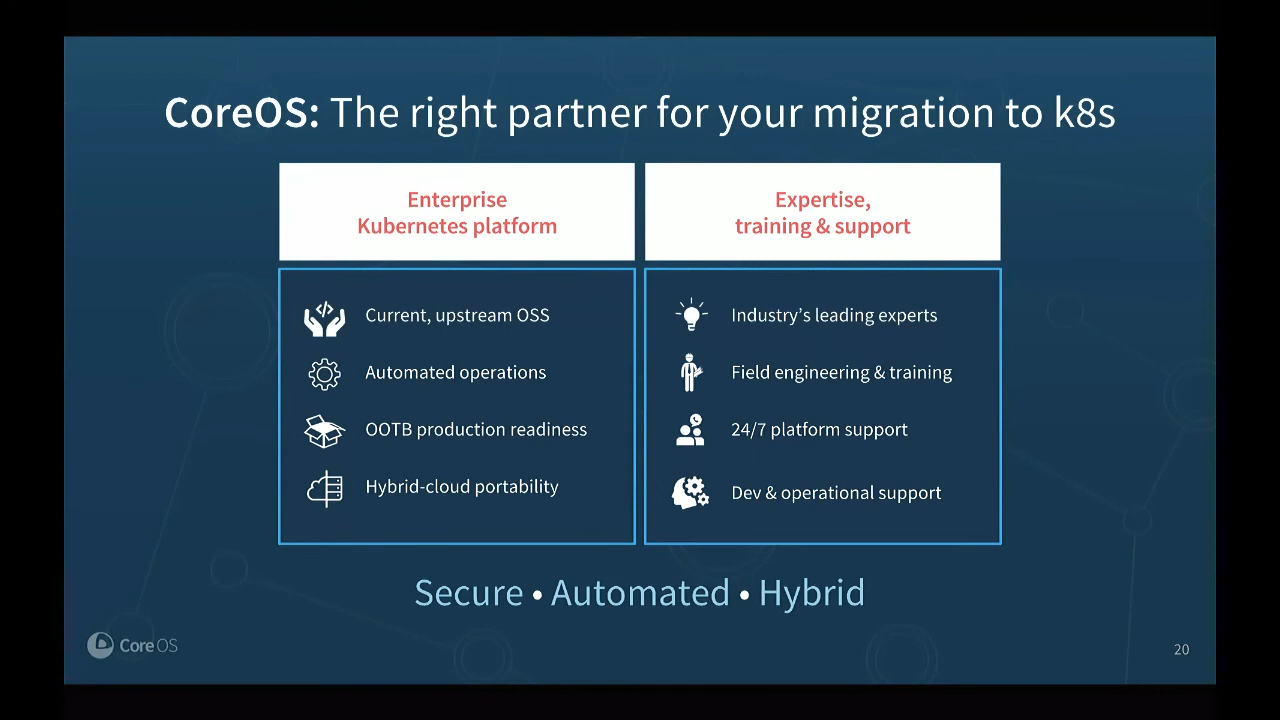 CoreOS: The right partner for your migration to k8s
Enterprise
Kubernetes platform
Current, upstream OSS
Automated operations
OOTB production readiness
Hybrid-cloud portability
Expertise,
training & support
Industry’s leading experts
Field engineering & training
24/7 platform support
Dev & operational support
Secure • Automated • Hybrid
CoreOS
20